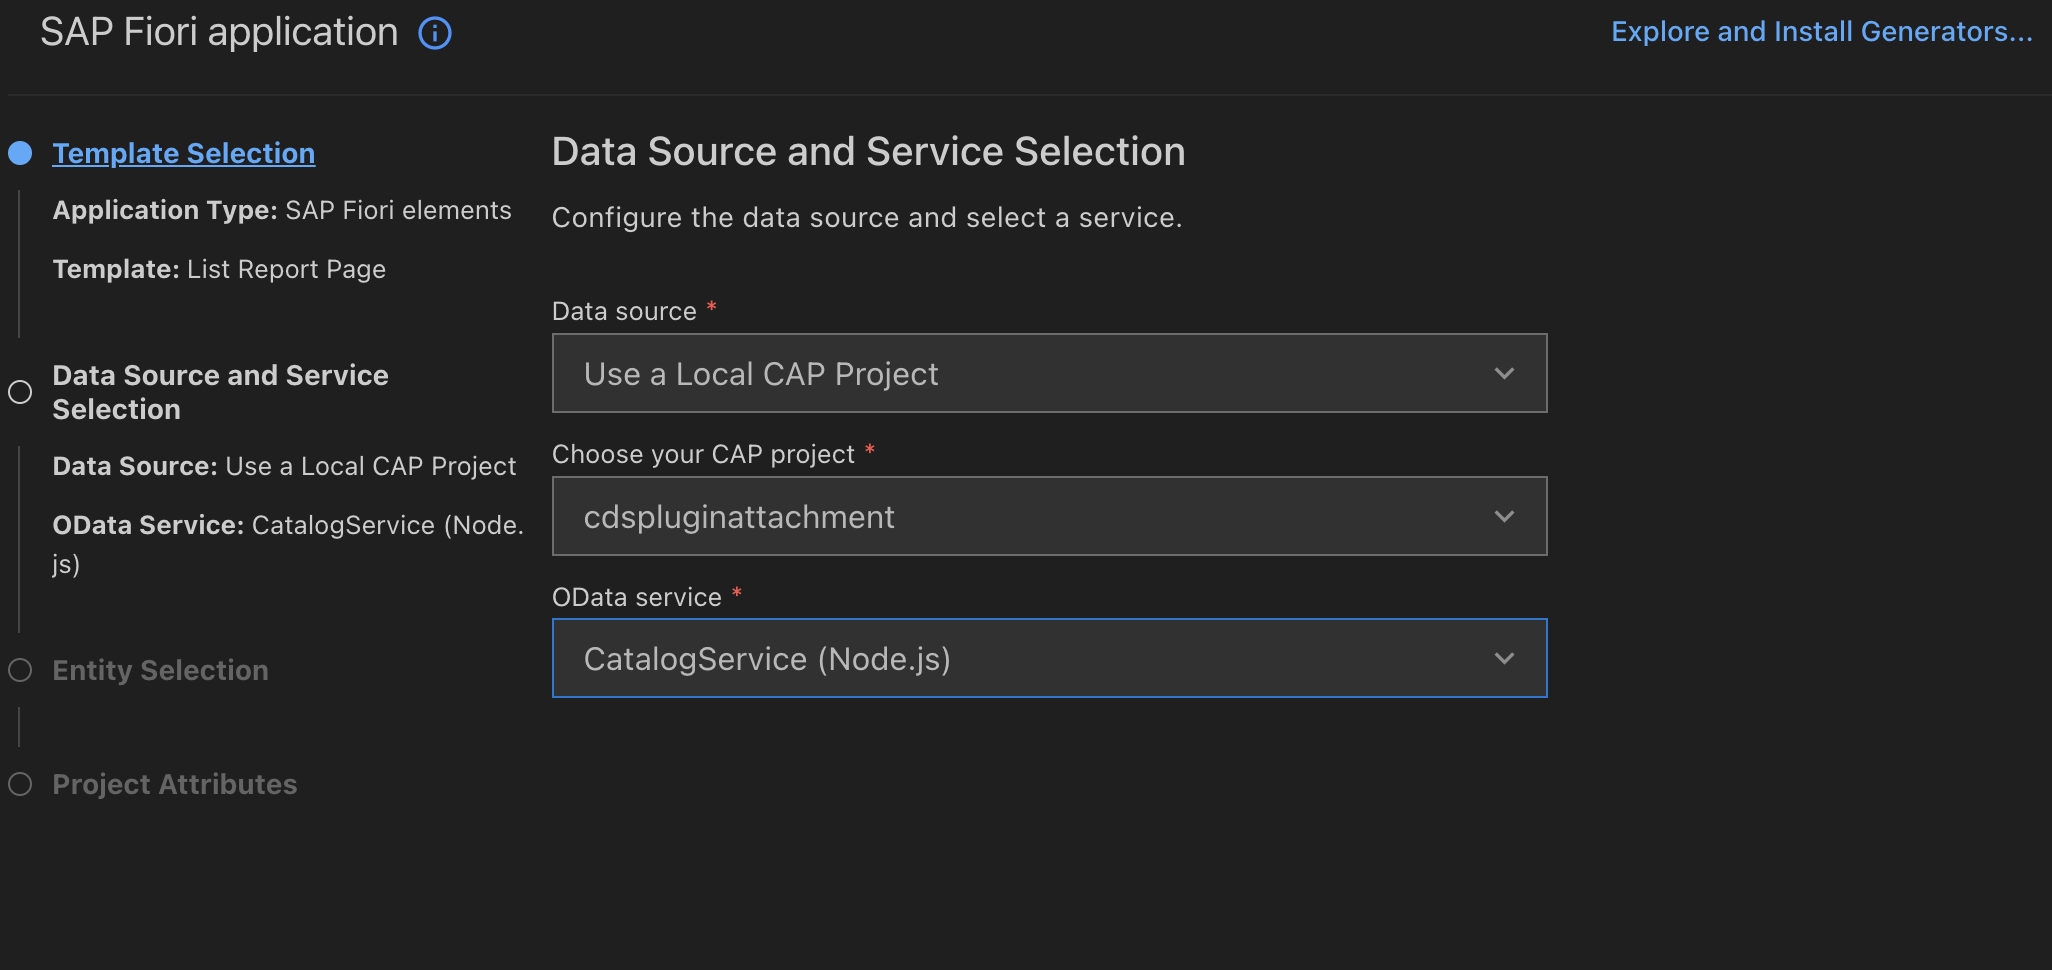 SAP Fiori application
Explore and Install Generators...
Template Selection
Application Type: SAP Fiori elements
Template: List Report Page
Data Source and Service
Selection
Data Source: Use a Local CAP Project
OData Service: CatalogService (Node.
js)
Entity Selection
Project Attributes
Data Source and Service Selection
Configure the data source and select a service.
Data source *
Use a Local CAP Project
Choose your CAP project *
cdspluginattachment
OData service *
CatalogService (Node.js)